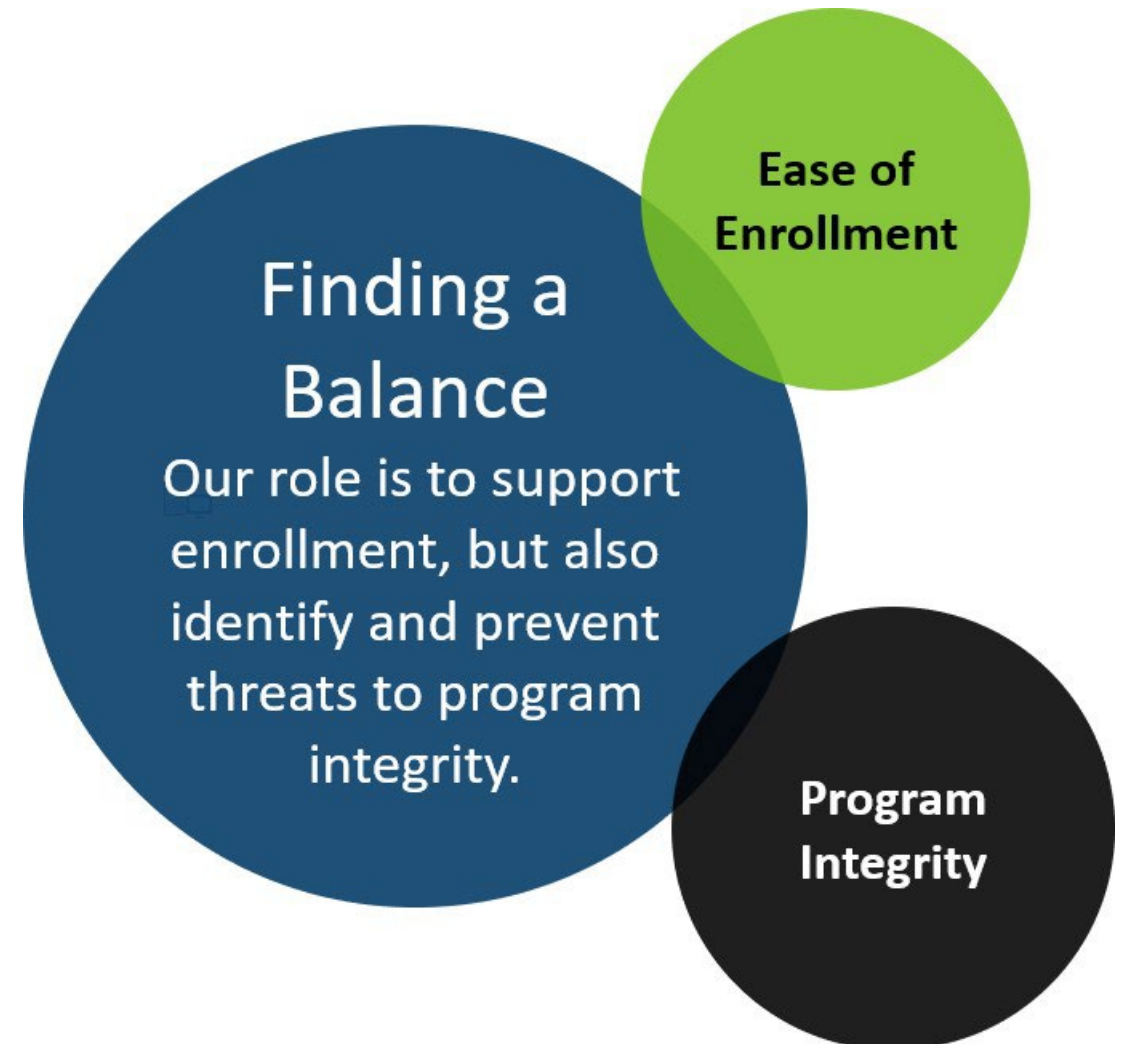 Finding a
Balance
Our role is to support
enrollment, but also
identify and prevent
threats to program
integrity.
Ease of
Enrollment
Program
Integrity